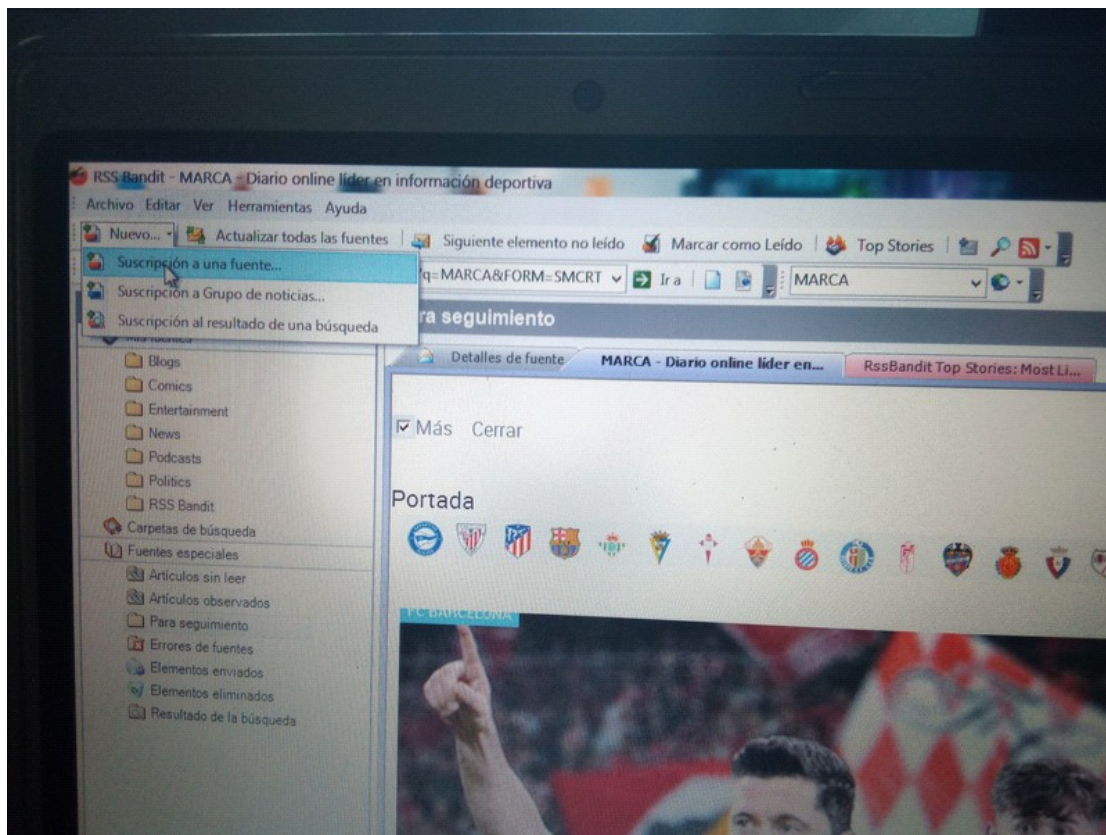 RSS Bandit - MARCA - Diario online líder en información deportiva
Archivo Editar Ver Herramientas Ayuda
Nuevo... Actualizar todas las fuentes Siguiente elemento no leído Marcar como Leído Top Stories
Suscripción a una fuente...
q=MARCA&FORM=SMCRT Ir a MARCA
Suscripción a Grupo de noticias...
Suscripción al resultado de una búsqueda
ra seguimiento
Detalles de fuente MARCA - Diario online líder en... RssBandit Top Stories: Most Li...
Blogs
Comics
Entertainment
News
Podcasts
Politics
RSS Bandit
Carpetas de búsqueda
Fuentes especiales
Artículos sin leer
Artículos observados
Para seguimiento
Errores de fuentes
Elementos enviados
Elementos eliminados
Resultado de la búsqueda
Más Cerrar
Portada
FC BARCELONA